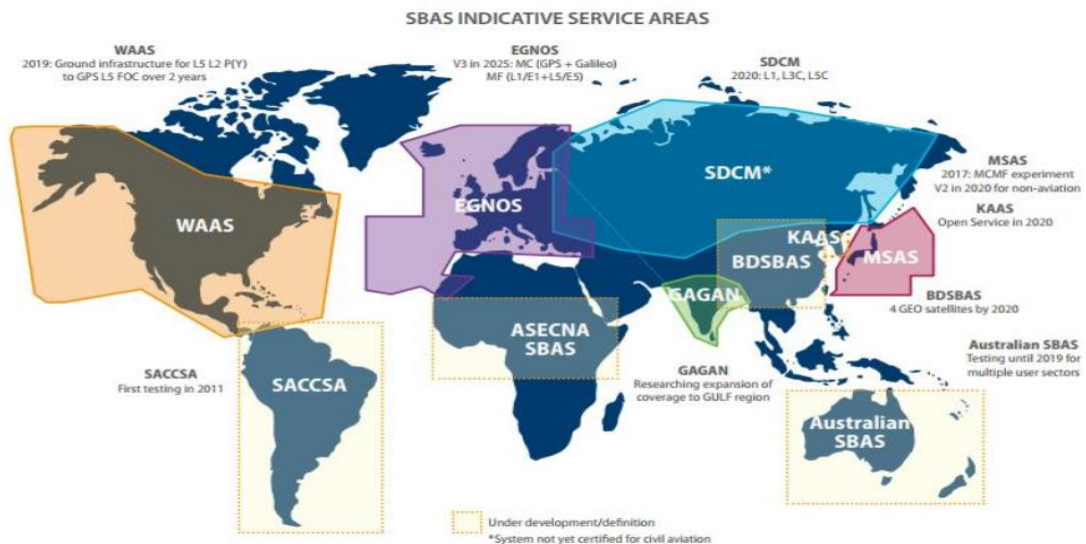 SBAS INDICATIVE SERVICE AREAS
WAAS
2019: Ground infrastructure for L5 L2 P(Y)
to GPS L5 FOC over 2 years
EGNOS
V3 in 2025: MC (GPS + Galileo)
MF (L1/E1+L5/E5)
SDCM
2020: L1, L3C, L5C
MSAS
2017: MCMF experiment
V2 in 2020 for non-aviation
KAAS
Open Service in 2020
SDCM*
WAAS
EGNOS
KAAS
BDSBAS
MSAS
GAGAN
BDSBAS
4 GEO satellites by 2020
ASECNA
SBAS
Australian SBAS
Testing until 2019 for
multiple user sectors
SACCSA
First testing in 2011
SACCSA
GAGAN
Researching expansion of
coverage to GULF region
Australian
SBAS
Under development/definition
*System not yet certified for civil aviation